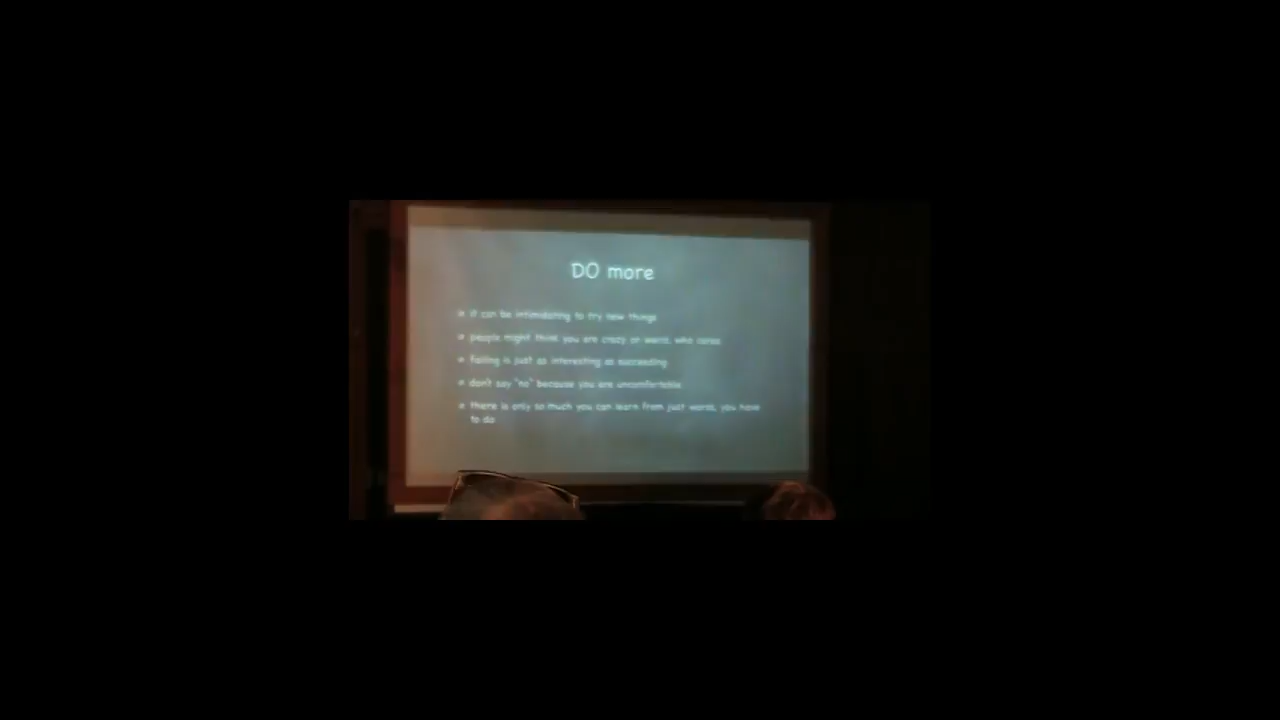 DO more
it can be intimidating to try new things
people might think you are crazy or weird, who cares
failing is just as interesting as succeeding
don't say "no" because you are uncomfortable
there is only so much you can learn from just words, you have
to do